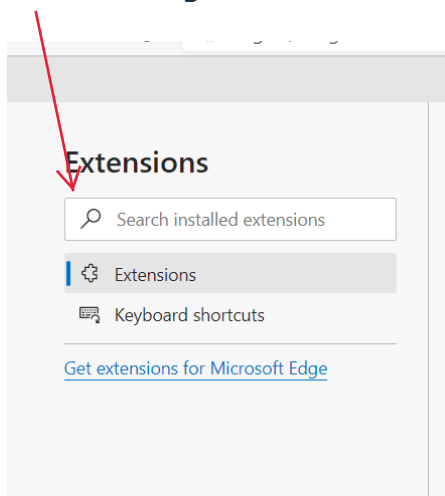 Extensions
Search installed extensions
Extensions
Keyboard shortcuts
Get extensions for Microsoft Edge